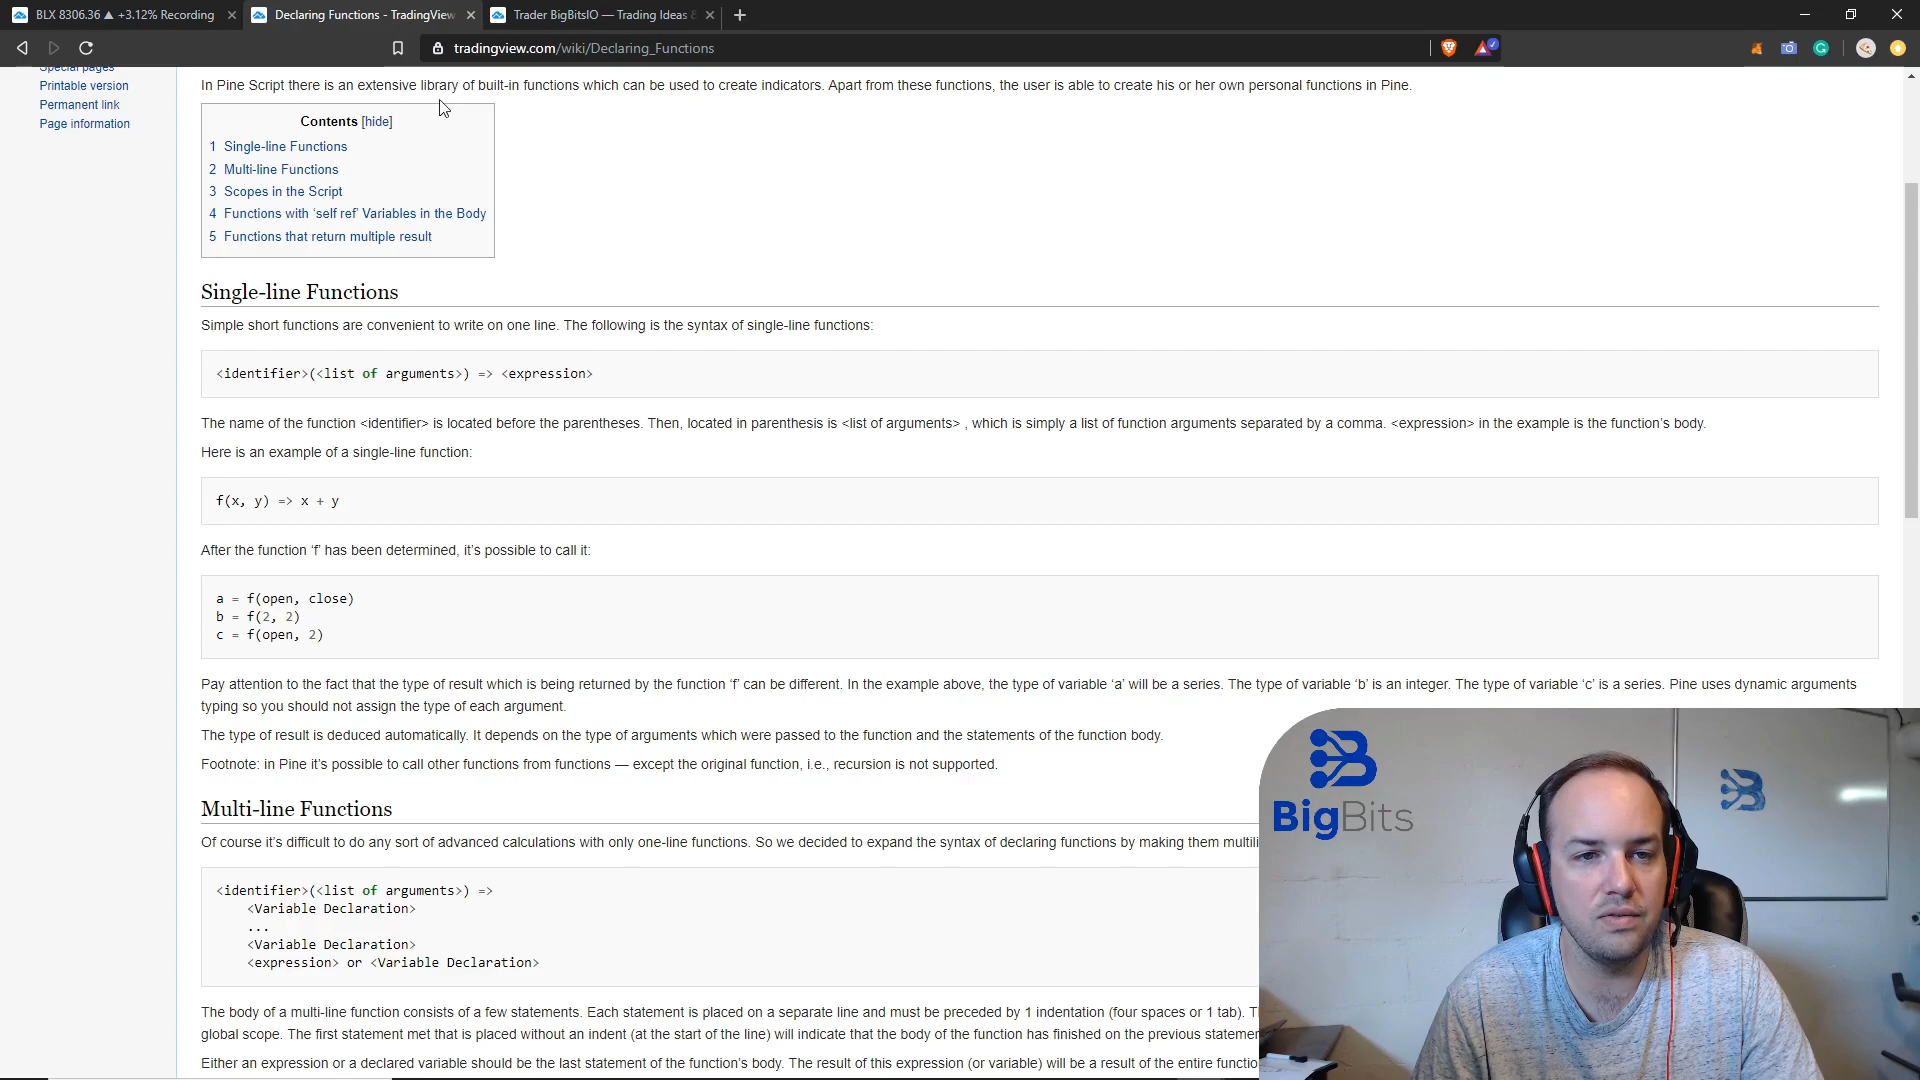 BLX 8306.36 ▲ +3.12% Recording
Declaring Functions - TradingView
Trader BigBitsIO — Trading Ideas &
tradingview.com/wiki/Declaring_Functions
Special pages
Printable version
Permanent link
Page information
In Pine Script there is an extensive library of built-in functions which can be used to create indicators. Apart from these functions, the user is able to create his or her own personal functions in Pine.
Contents [hide]
1 Single-line Functions
2 Multi-line Functions
3 Scopes in the Script
4 Functions with ‘self ref’ Variables in the Body
5 Functions that return multiple result
Single-line Functions
Simple short functions are convenient to write on one line. The following is the syntax of single-line functions:
<identifier>(<list of arguments>) => <expression>
The name of the function <identifier> is located before the parentheses. Then, located in parenthesis is <list of arguments> , which is simply a list of function arguments separated by a comma. <expression> in the example is the function’s body.
Here is an example of a single-line function:
f(x, y) => x + y
After the function ‘f’ has been determined, it’s possible to call it:
a = f(open, close)
b = f(2, 2)
c = f(open, 2)
Pay attention to the fact that the type of result which is being returned by the function ‘f’ can be different. In the example above, the type of variable ‘a’ will be a series. The type of variable ‘b’ is an integer. The type of variable ‘c’ is a series. Pine uses dynamic arguments
typing so you should not assign the type of each argument.
The type of result is deduced automatically. It depends on the type of arguments which were passed to the function and the statements of the function body.
Footnote: in Pine it’s possible to call other functions from functions — except the original function, i.e., recursion is not supported.
Multi-line Functions
Of course it’s difficult to do any sort of advanced calculations with only one-line functions. So we decided to expand the syntax of declaring functions by making them multili
<identifier>(<list of arguments>) =>
<Variable Declaration>
...
<Variable Declaration>
<expression> or <Variable Declaration>
The body of a multi-line function consists of a few statements. Each statement is placed on a separate line and must be preceded by 1 indentation (four spaces or 1 tab). T
global scope. The first statement met that is placed without an indent (at the start of the line) will indicate that the body of the function has finished on the previous statemen
Either an expression or a declared variable should be the last statement of the function’s body. The result of this expression (or variable) will be a result of the entire functio
BigBits